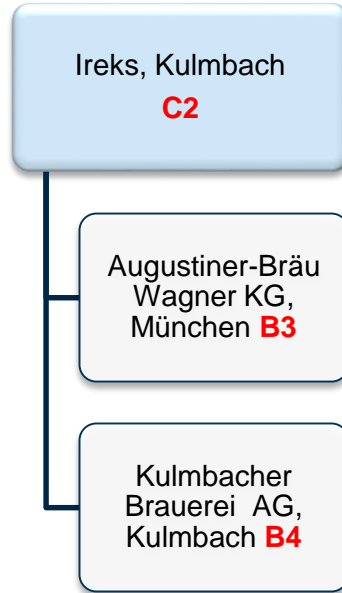 Ireks, Kulmbach
C2
Augustiner-Bräu
Wagner KG,
München B3
Kulmbacher
Brauerei AG,
Kulmbach B4